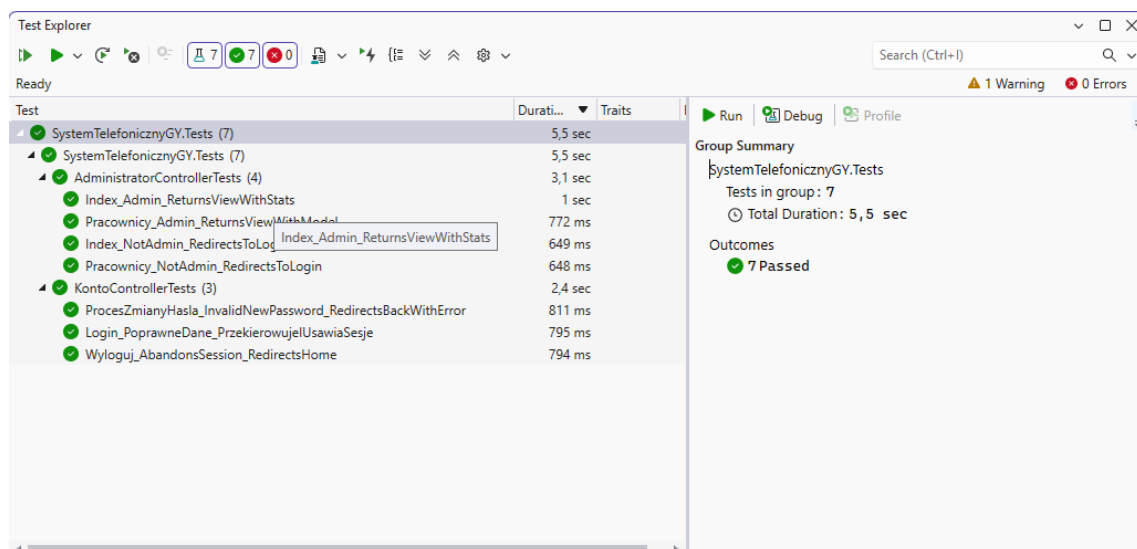 Test Explorer
7 7 0
Search (Ctrl+I)
Ready
1 Warning 0 Errors
Test Durati... Traits
SystemTelefonicznyGY.Tests (7) 5,5 sec
SystemTelefonicznyGY.Tests (7) 5,5 sec
AdministratorControllerTests (4) 3,1 sec
Index_Admin_ReturnsViewWithStats 1 sec
Pracownicy_Admin_ReturnsViewWithModel 772 ms
Index_NotAdmin_RedirectsToLog 649 ms
Index_Admin_ReturnsViewWithStats
Pracownicy_NotAdmin_RedirectsToLogin 648 ms
KontoControllerTests (3) 2,4 sec
ProcesZmianyHasla_InvalidNewPassword_RedirectsBackWithError 811 ms
Login_PoprawneDane_PrzekierowujeIUsawiaSesje 795 ms
Wyloguj_AbandonsSession_RedirectsHome 794 ms
Run Debug Profile
Group Summary
SystemTelefonicznyGY.Tests
Tests in group: 7
Total Duration: 5,5 sec
Outcomes
7 Passed